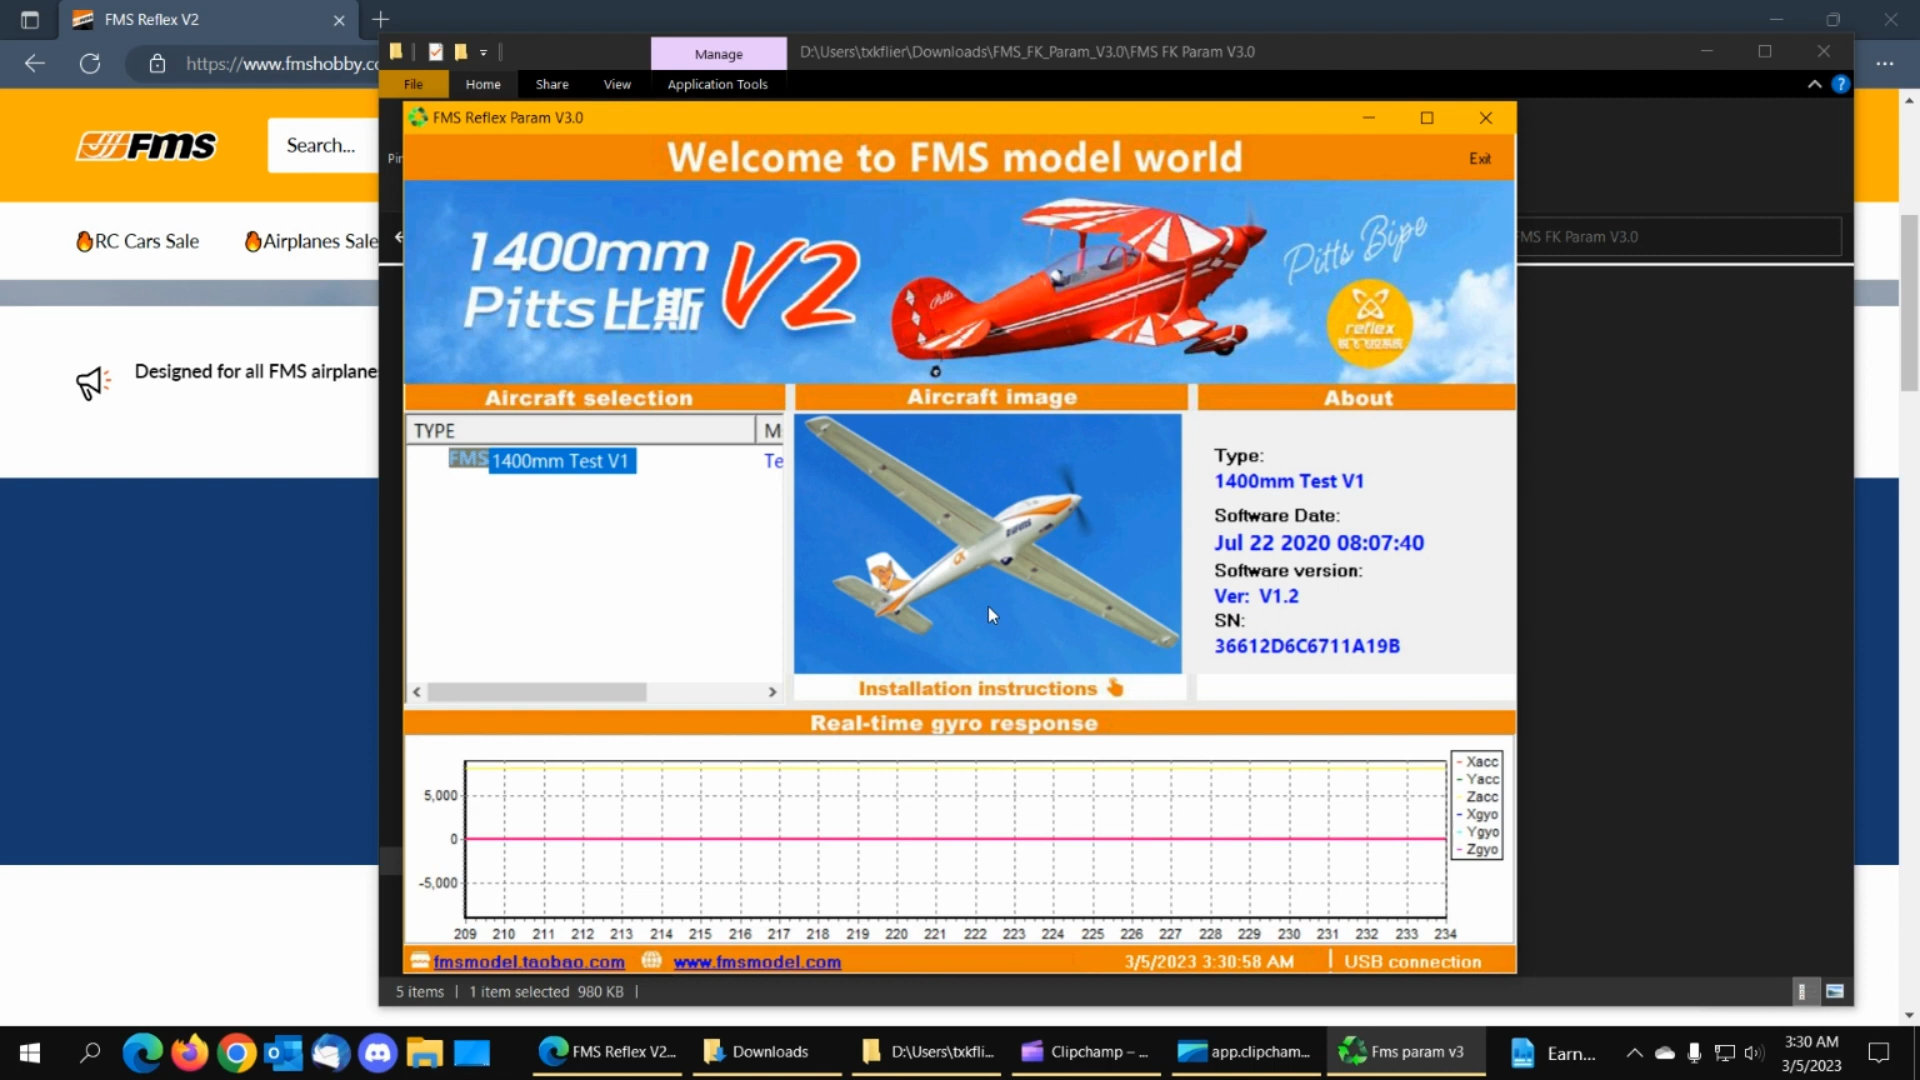 FMS Reflex V2
https://www.fmshobby.co
Manage
D:\Users\txkflier\Downloads\FMS_FK_Param_V3.0\FMS FK Param V3.0
File
Home
Share
View
Application Tools
FMS Reflex Param V3.0
Fms
Search...
Pin
Welcome to FMS model world
Exit
RC Cars Sale
Airplanes Sale
1400mm
Pitts比斯
V2
Pitts
Pitts Bipe
reflex
MS FK Param V3.0
Designed for all FMS airplane
Aircraft selection
Aircraft image
About
TYPE
M
FMS 1400mm Test V1
Te
Type:
1400mm Test V1
Software Date:
Jul 22 2020 08:07:40
Software version:
Ver: V1.2
SN:
36612D6C6711A19B
Installation instructions
Real-time gyro response
5,000
0
-5,000
Xacc
Yacc
Zacc
Xgyo
Ygyo
Zgyo
209 210 211 212 213 214 215 216 217 218 219 220 221 222 223 224 225 226 227 228 229 230 231 232 233 234
fmsmodel.taobao.com
www.fmsmodel.com
3/5/2023 3:30:58 AM
USB connection
5 items
1 item selected 980 KB
FMS Reflex V2...
Downloads
D:\Users\txkfli...
Clipchamp – ...
app.clipcham...
Fms param v3
Earn...
3:30 AM
3/5/2023